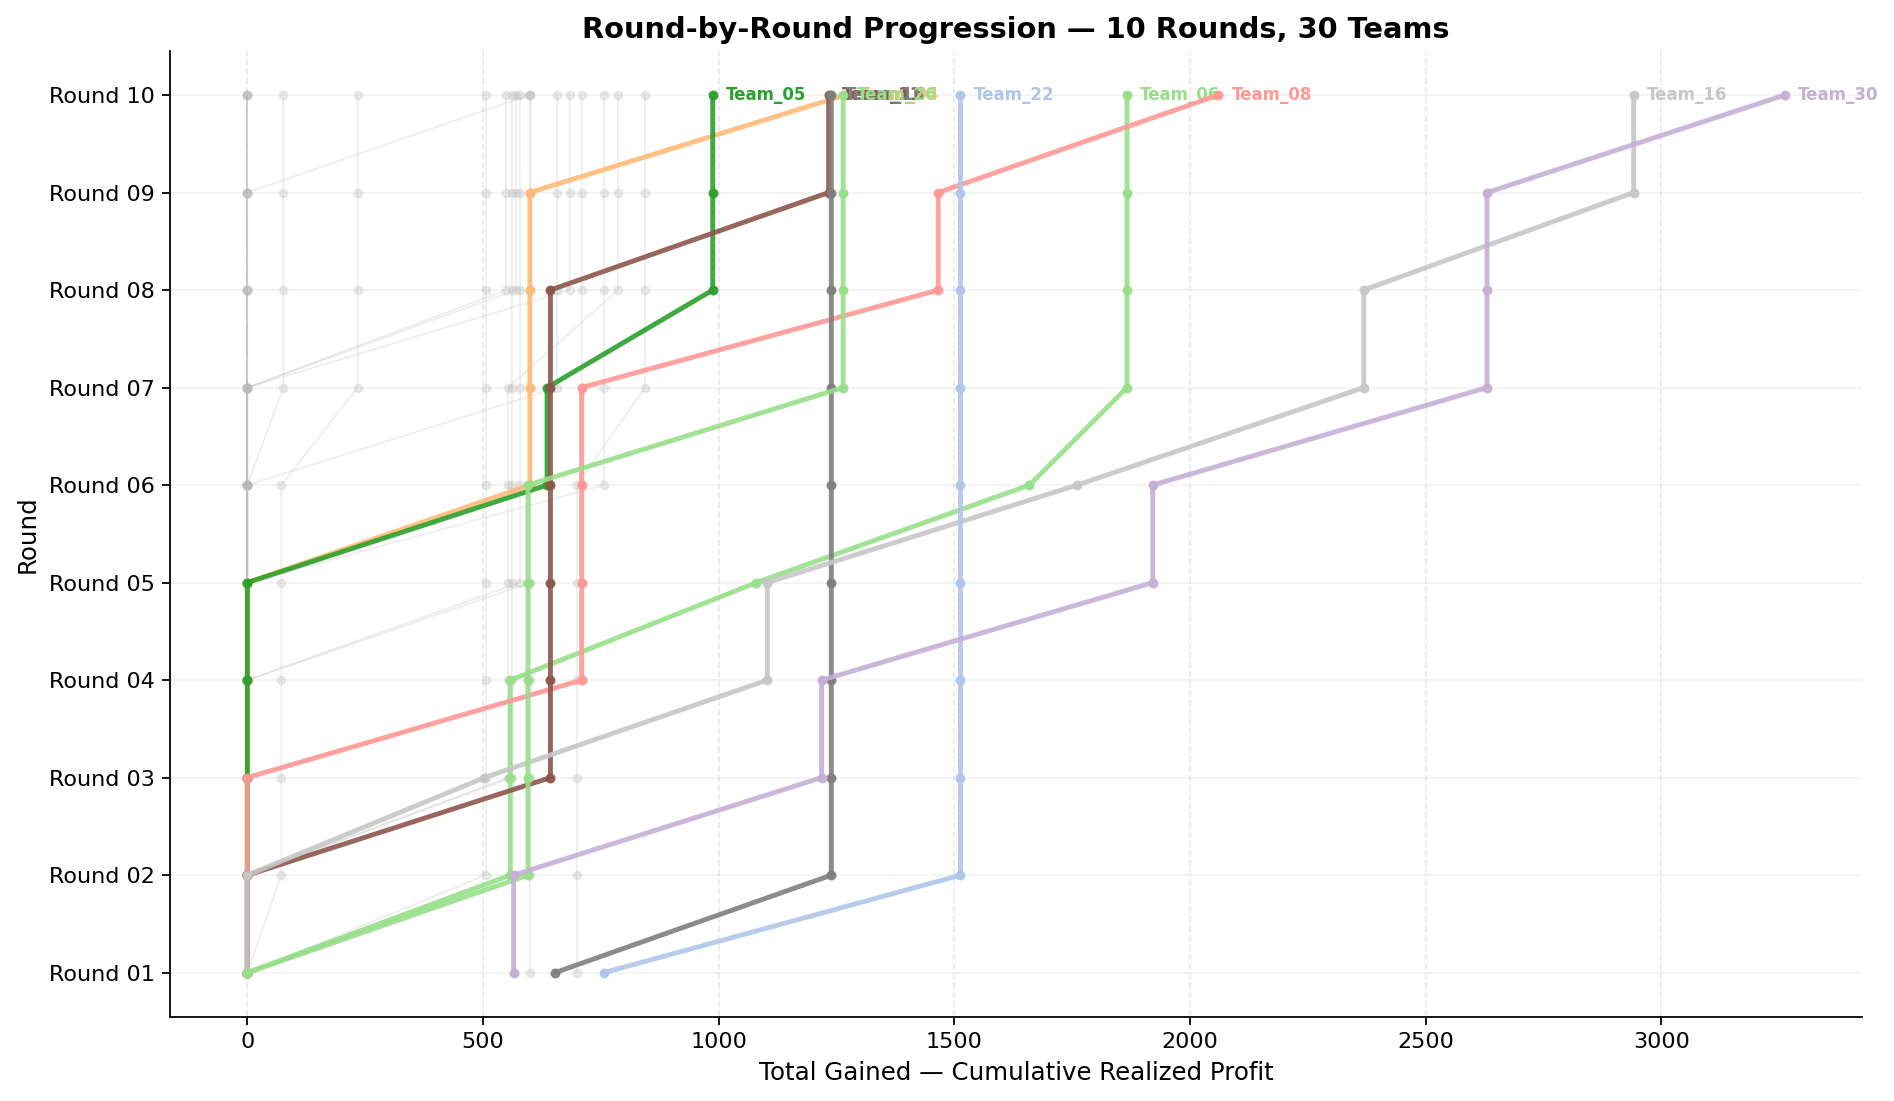 Round-by-Round Progression — 10 Rounds, 30 Teams
Round 10
Team_05
Team_22
Team_06
Team_08
Team_16
Team_30
Round 09
Round 08
Round 07
Round 06
Round 05
Round 04
Round 03
Round 02
Round 01
Round
0
500
1000
1500
2000
2500
3000
Total Gained — Cumulative Realized Profit